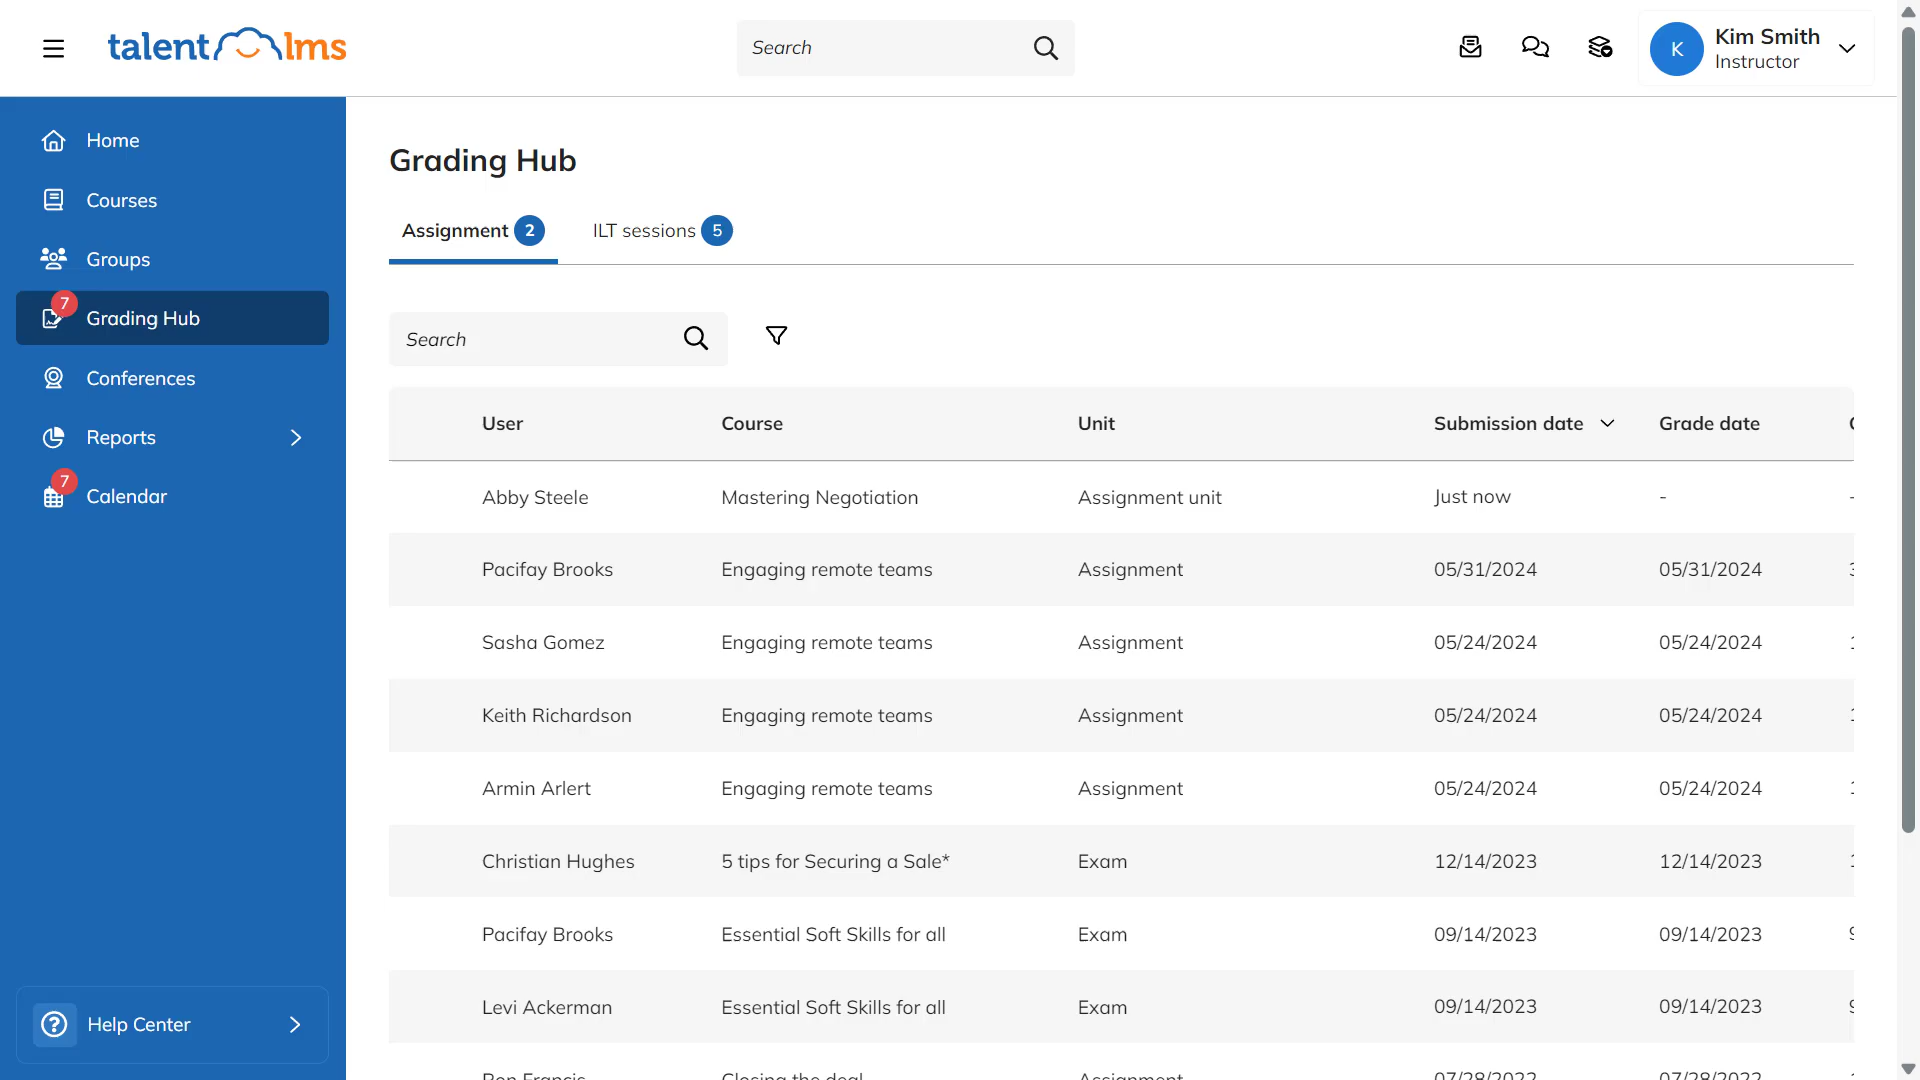 talentlms
Search
K
Kim Smith
Instructor
Home
Courses
Groups
7
Grading Hub
Conferences
Reports
7
Calendar
Help Center
Grading Hub
Assignment 2 ILT sessions 5
Search
User Course Unit Submission date Grade date
Abby Steele Mastering Negotiation Assignment unit Just now - -
Pacifay Brooks Engaging remote teams Assignment 05/31/2024 05/31/2024
Sasha Gomez Engaging remote teams Assignment 05/24/2024 05/24/2024
Keith Richardson Engaging remote teams Assignment 05/24/2024 05/24/2024
Armin Arlert Engaging remote teams Assignment 05/24/2024 05/24/2024
Christian Hughes 5 tips for Securing a Sale* Exam 12/14/2023 12/14/2023
Pacifay Brooks Essential Soft Skills for all Exam 09/14/2023 09/14/2023
Levi Ackerman Essential Soft Skills for all Exam 09/14/2023 09/14/2023
Ron Francis Closing the deal Assignment 07/28/2022 07/28/2022